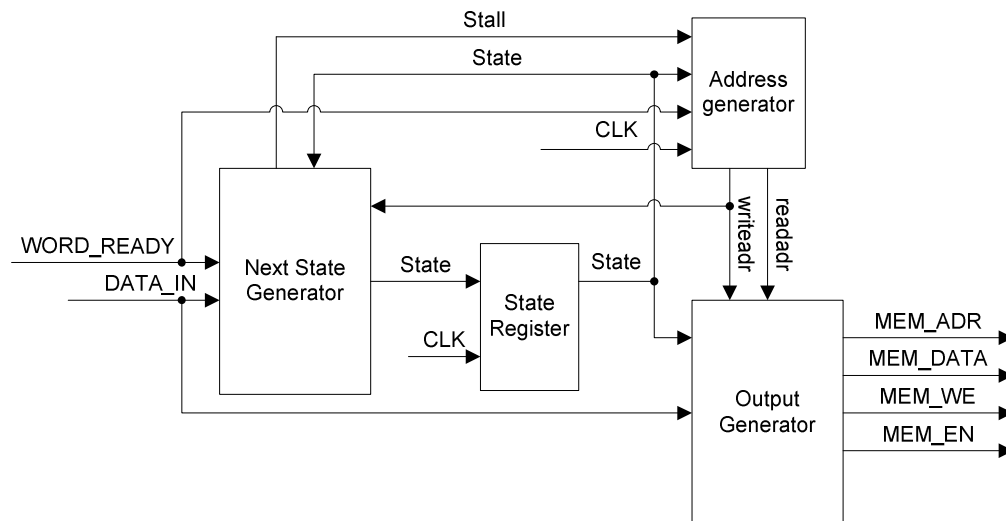 Stall
State
Address
generator
CLK
writeadr
readadr
WORD_READY
DATA_IN
Next State
Generator
State
State
State
Register
CLK
MEM_ADR
MEM_DATA
MEM_WE
MEM_EN
Output
Generator